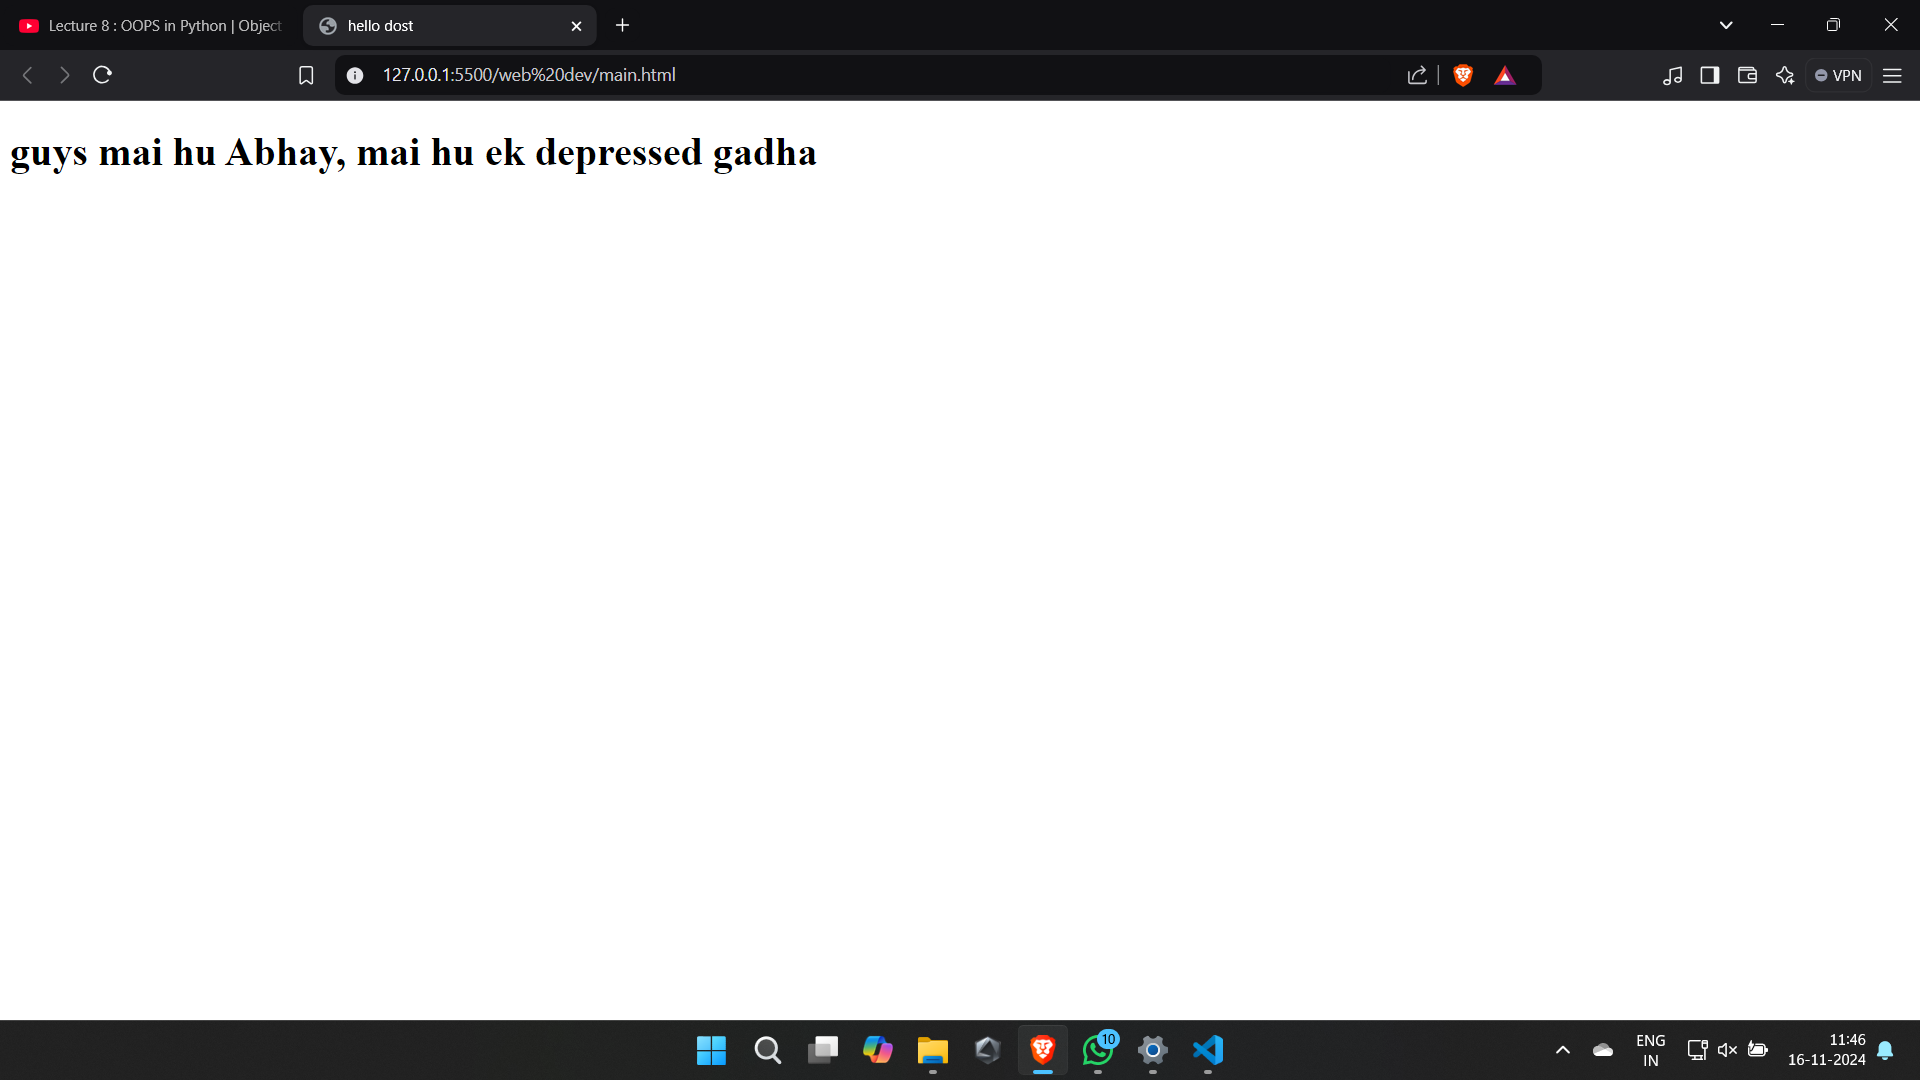 Lecture 8 : OOPS in Python | Object
hello dost
127.0.0.1:5500/web%20dev/main.html
VPN
guys mai hu Abhay, mai hu ek depressed gadha
10
ENG
IN
11:46
16-11-2024